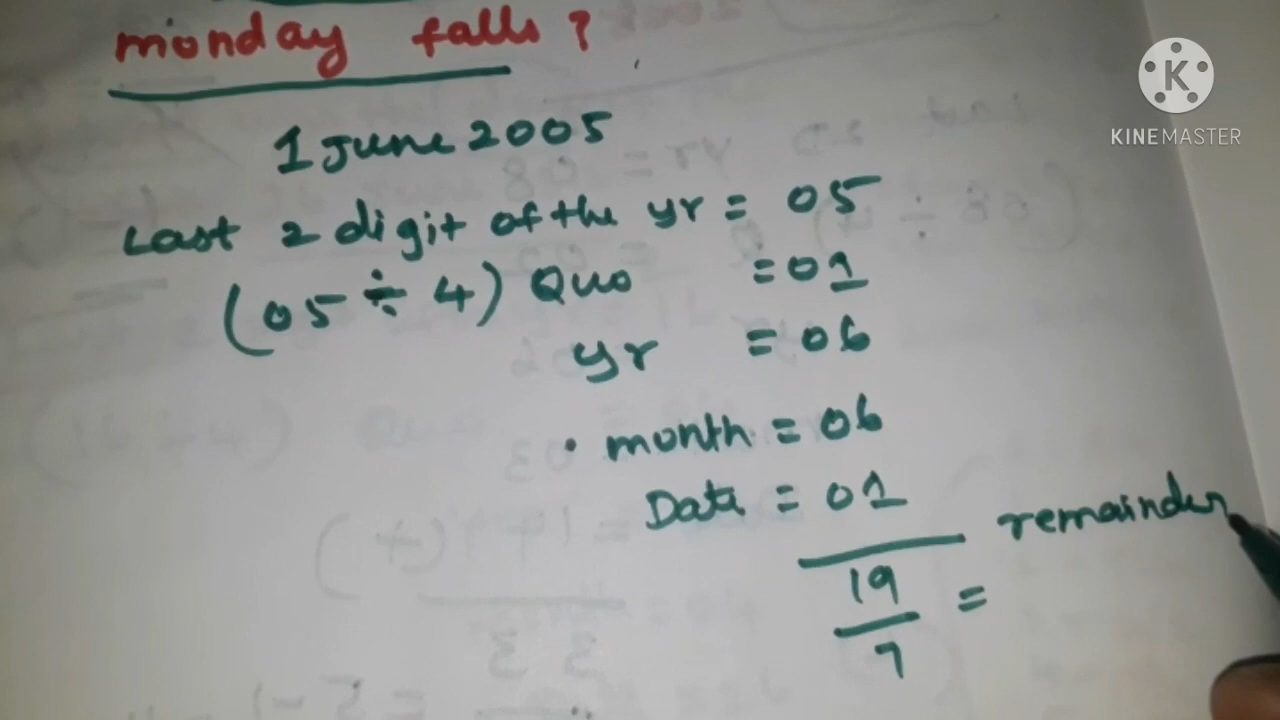 monday falls?
KINEMASTER
1 June 2005
Last 2 digit of the yr = 05
(05 ÷ 4) Quo = 01
yr = 06
. month = 06
Date = 01
remainder
19
=
7